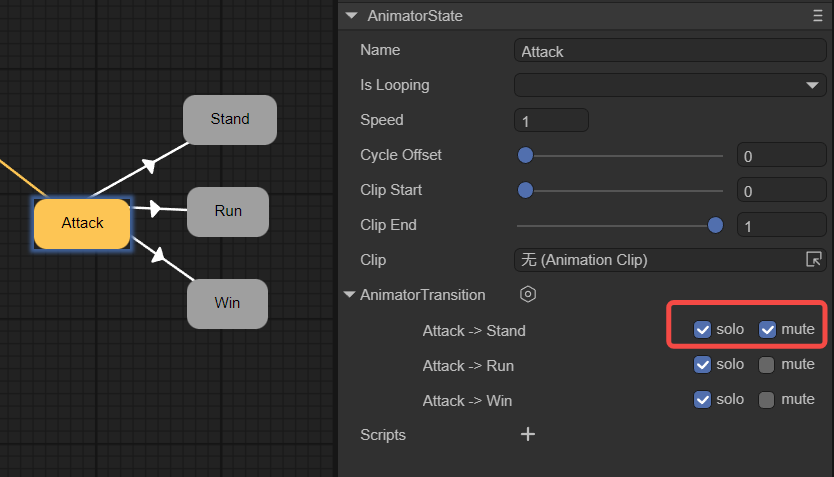 AnimatorState
Name Attack
Is Looping
Speed 1
Cycle Offset 0
Clip Start 0
Clip End 1
Clip 无 (Animation Clip)
AnimatorTransition
Attack -> Stand solo mute
Attack -> Run solo mute
Attack -> Win solo mute
Scripts
Stand
Attack
Run
Win